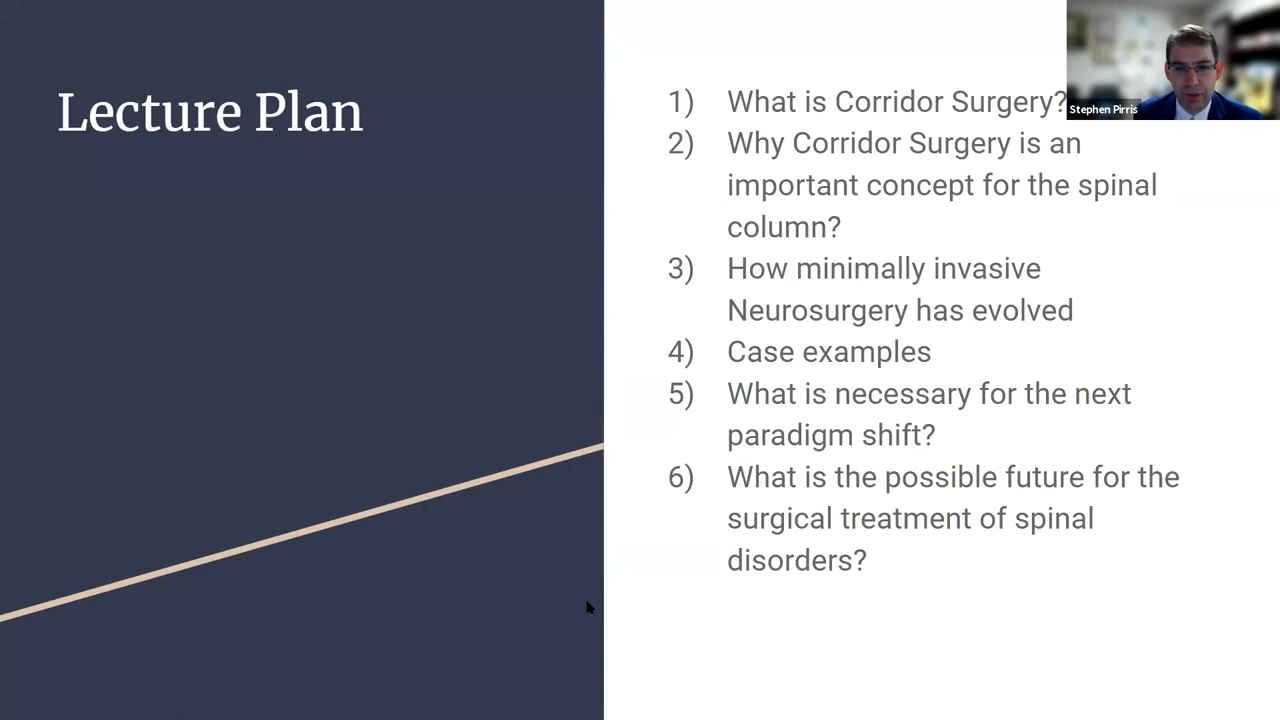 Lecture Plan
1) What is Corridor Surgery?
2) Why Corridor Surgery is an
important concept for the spinal
column?
3) How minimally invasive
Neurosurgery has evolved
4) Case examples
5) What is necessary for the next
paradigm shift?
6) What is the possible future for the
surgical treatment of spinal
disorders?
Stephen Pirris